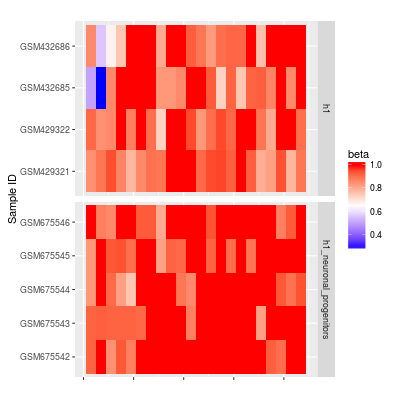 GSM432686
GSM432685
GSM429322
GSM429321
h1
GSM675546
GSM675545
GSM675544
GSM675543
GSM675542
h1_neuronal_progenitors
Sample ID
beta
1.0
0.8
0.6
0.4